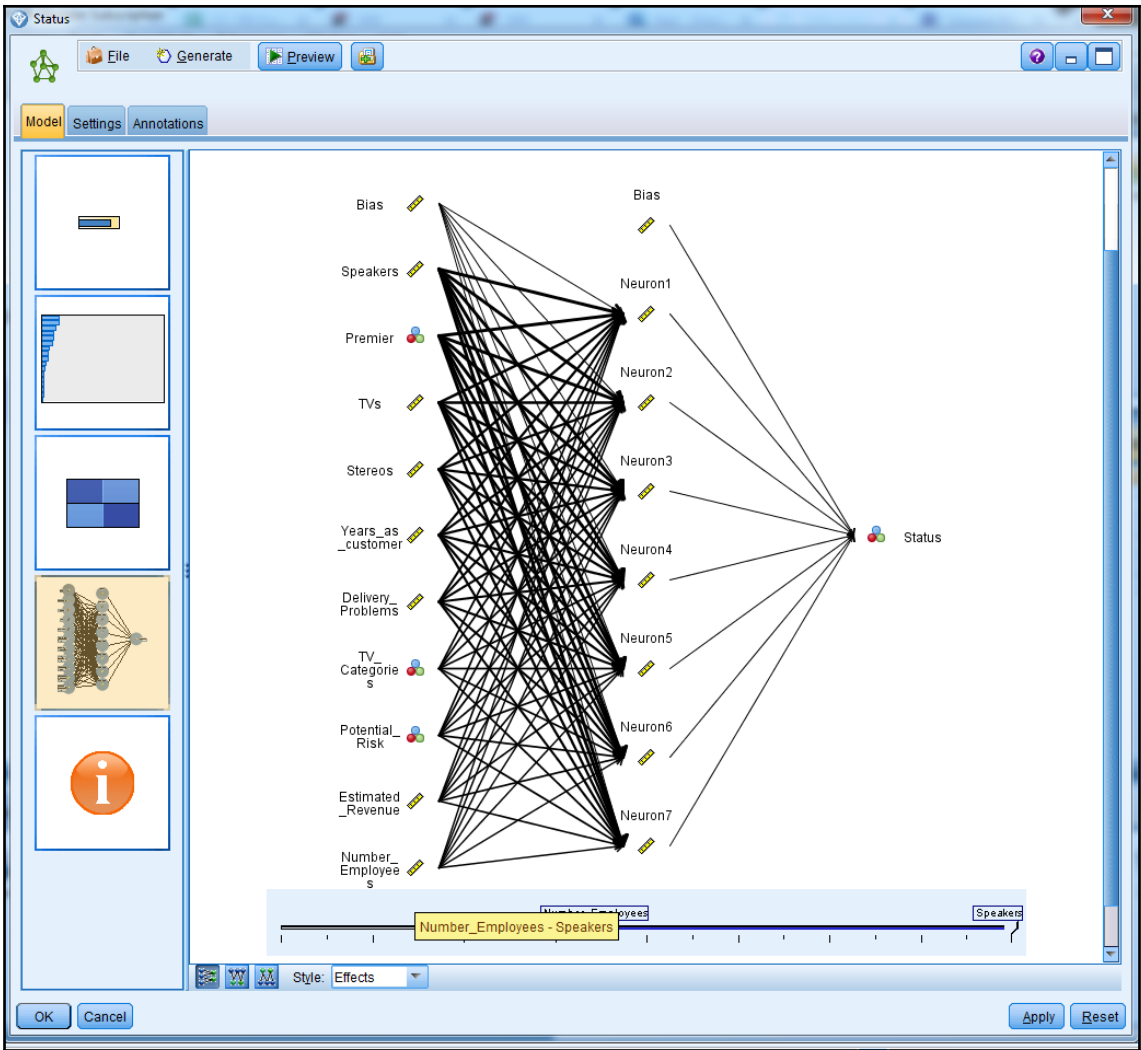 Status
File Generate Preview
Model Settings Annotations
Bias
Speakers
Premier
TVs
Stereos
Years_as
_customer
Delivery_
Problems
TV_
Categorie
s
Potential_
Risk
Estimated
_Revenue
Number_
Employee
s
Bias
Neuron1
Neuron2
Neuron3
Neuron4
Neuron5
Neuron6
Neuron7
Status
Speakers
Number_Employees - Speakers
Style: Effects
OK Cancel Apply Reset